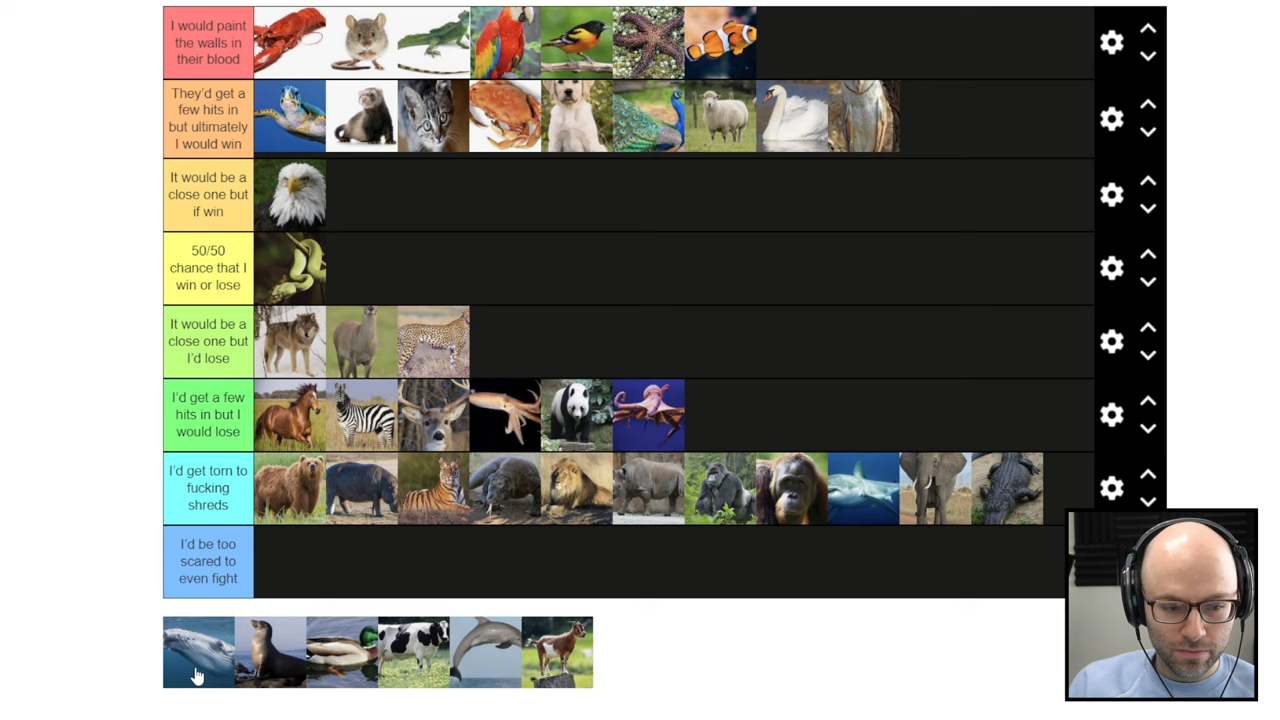 I would paint
the walls in
their blood
They'd get a
few hits in
but ultimately
I would win
It would be a
close one but
if win
50/50
chance that I
win or lose
It would be a
close one but
I'd lose
I'd get a few
hits in but I
would lose
I'd get torn to
fucking
shreds
I'd be too
scared to
even fight